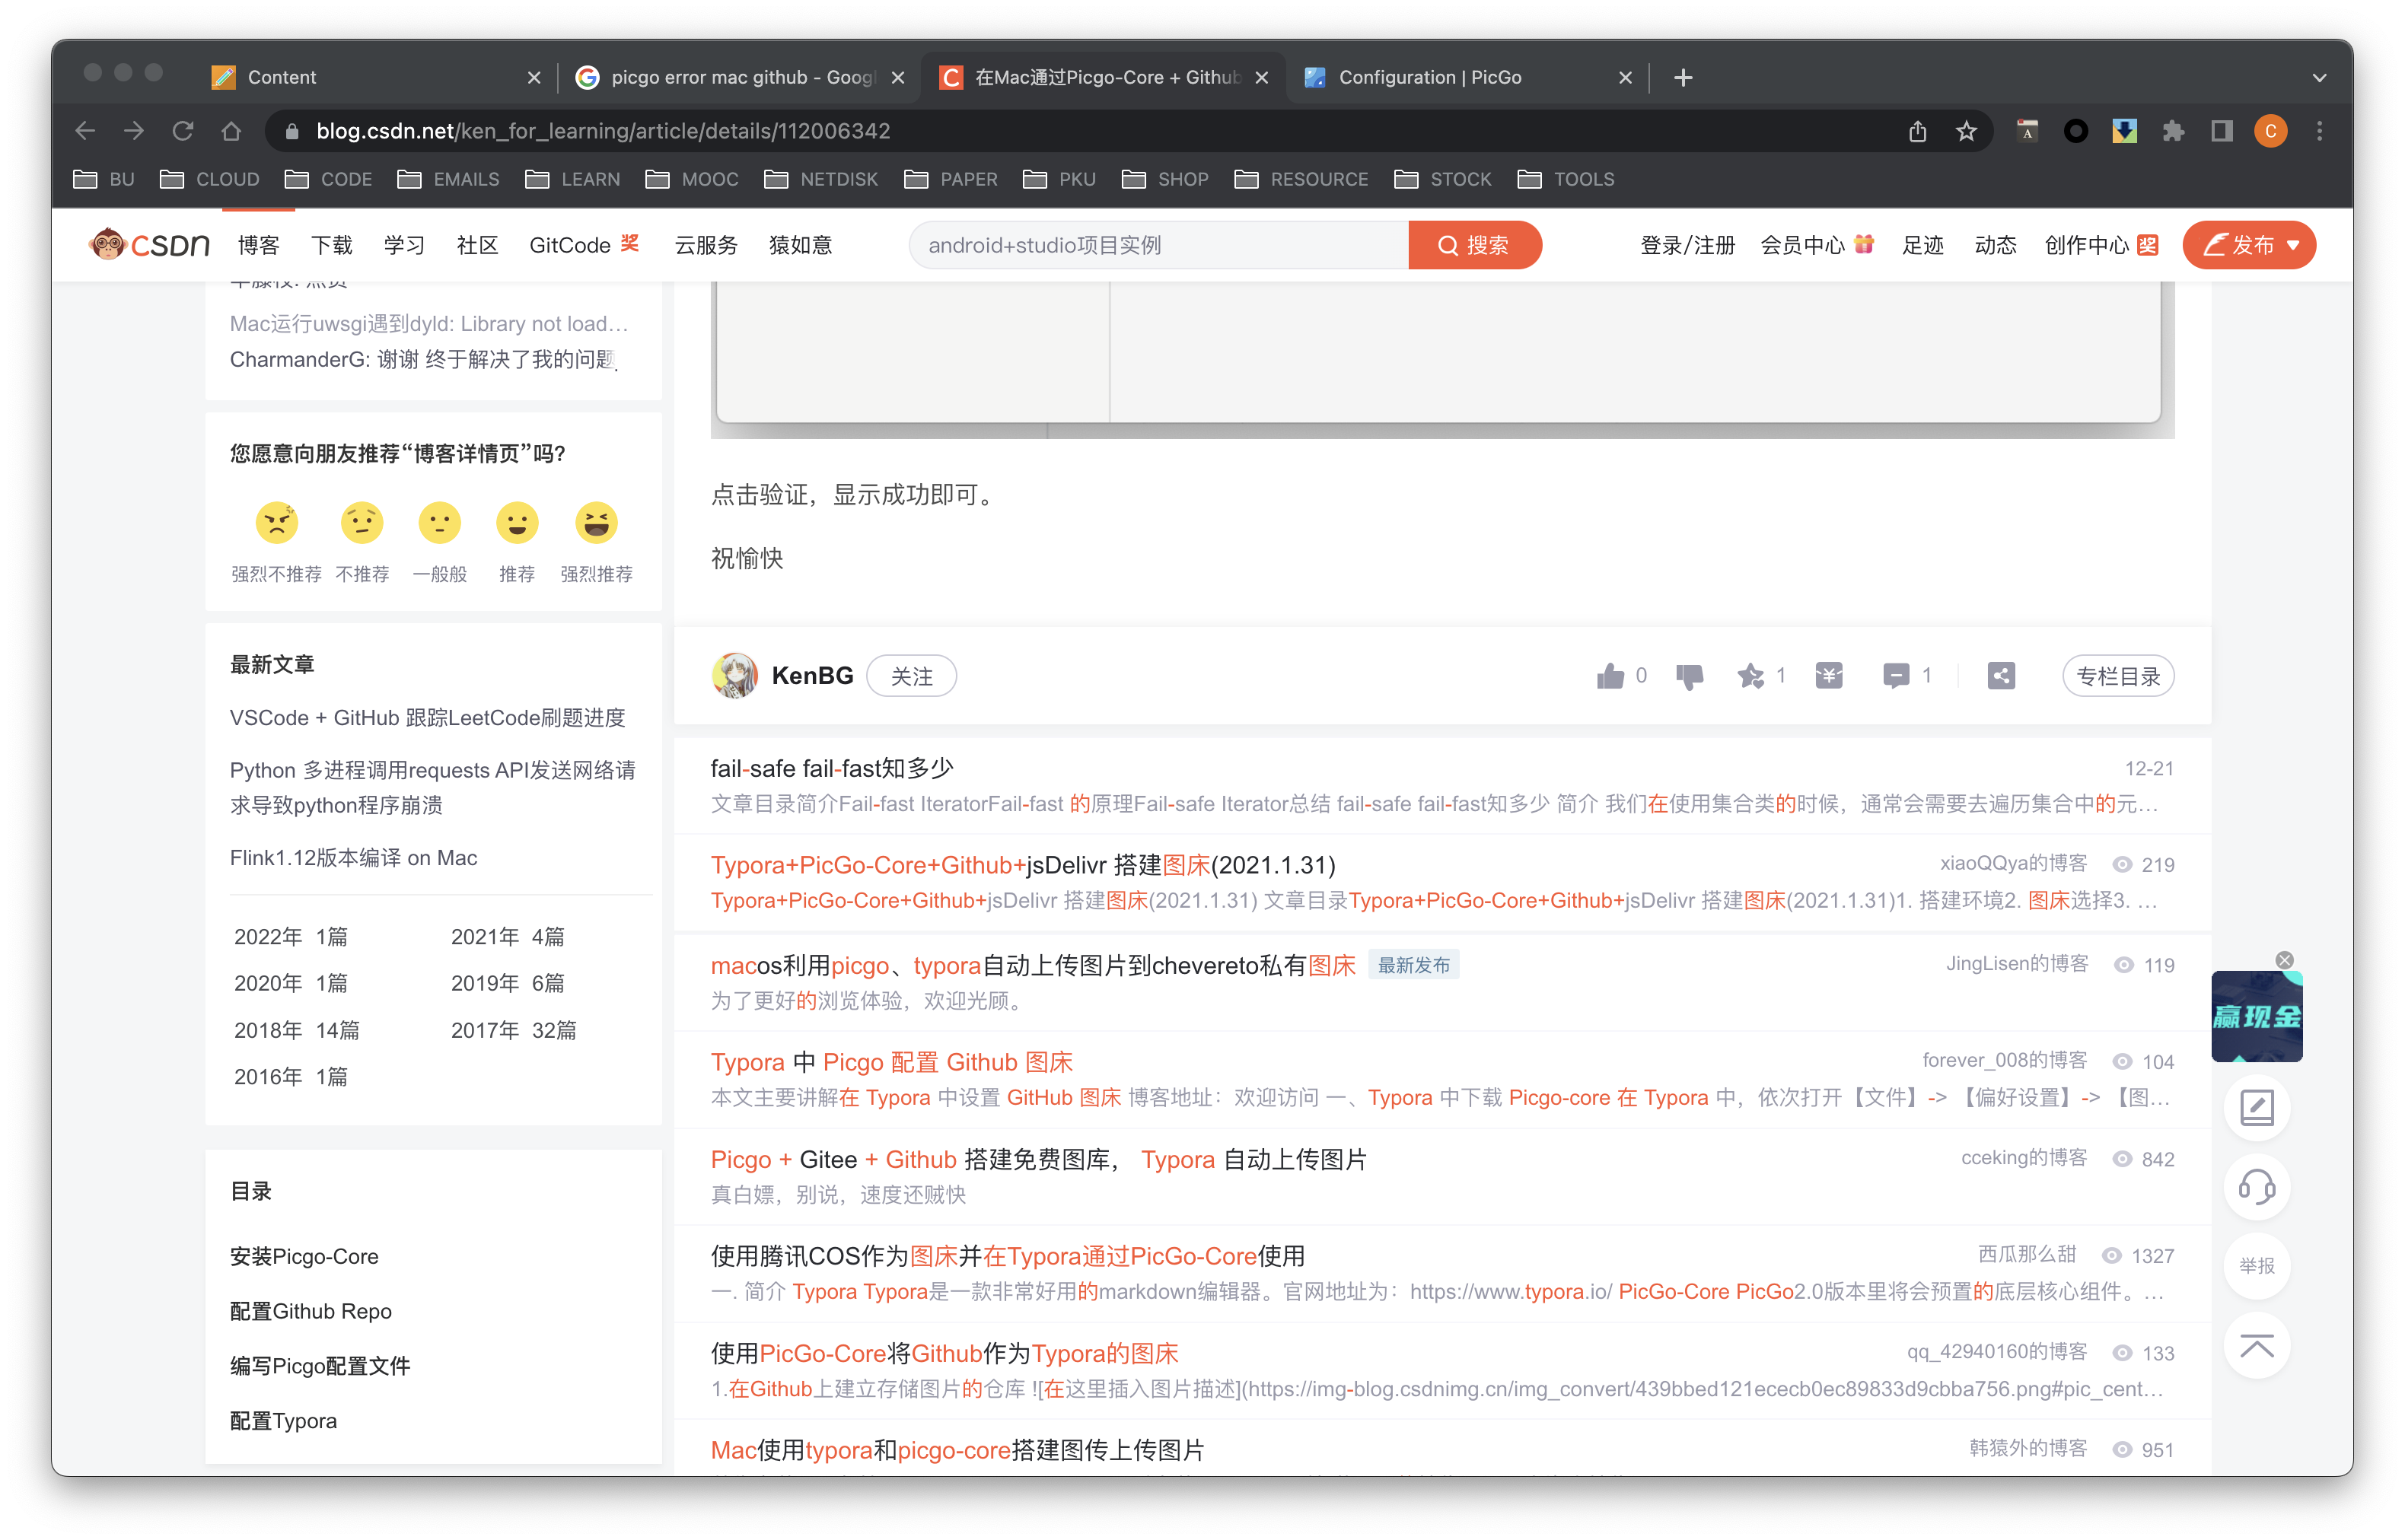 Content
picgo error mac github - Googl
在Mac通过Picgo-Core + Github
Configuration | PicGo
blog.csdn.net/ken_for_learning/article/details/112006342
A
C
BU
CLOUD
CODE
EMAILS
LEARN
MOOC
NETDISK
PAPER
PKU
SHOP
RESOURCE
STOCK
TOOLS
CSDN
博客
下载
学习
社区
GitCode 奖
云服务
猿如意
android+studio项目实例
搜索
登录/注册
会员中心
足迹
动态
创作中心 奖
发布
Mac运行uwsgi遇到dyld: Library not load…
CharmanderG: 谢谢 终于解决了我的问题.
您愿意向朋友推荐“博客详情页”吗?
强烈不推荐
不推荐
一般般
推荐
强烈推荐
最新文章
VSCode + GitHub 跟踪LeetCode刷题进度
Python 多进程调用requests API发送网络请
求导致python程序崩溃
Flink1.12版本编译 on Mac
2022年 1篇
2021年 4篇
2020年 1篇
2019年 6篇
2018年 14篇
2017年 32篇
2016年 1篇
目录
安装Picgo-Core
配置Github Repo
编写Picgo配置文件
配置Typora
点击验证，显示成功即可。
祝愉快
KenBG
关注
0
1
1
专栏目录
fail-safe fail-fast知多少
12-21
文章目录简介Fail-fast IteratorFail-fast 的原理Fail-safe Iterator总结 fail-safe fail-fast知多少 简介 我们在使用集合类的时候，通常会需要去遍历集合中的元…
Typora+PicGo-Core+Github+jsDelivr 搭建图床(2021.1.31)
xiaoQQya的博客
219
Typora+PicGo-Core+Github+jsDelivr 搭建图床(2021.1.31) 文章目录Typora+PicGo-Core+Github+jsDelivr 搭建图床(2021.1.31)1. 搭建环境2. 图床选择3. …
macos利用picgo、typora自动上传图片到chevereto私有图床
最新发布
JingLisen的博客
119
为了更好的浏览体验，欢迎光顾。
Typora 中 Picgo 配置 Github 图床
forever_008的博客
104
本文主要讲解在 Typora 中设置 GitHub 图床 博客地址：欢迎访问 一、Typora 中下载 Picgo-core 在 Typora 中，依次打开【文件】-> 【偏好设置】-> 【图…
Picgo + Gitee + Github 搭建免费图库， Typora 自动上传图片
cceking的博客
842
真白嫖，别说，速度还贼快
使用腾讯COS作为图床并在Typora通过PicGo-Core使用
西瓜那么甜
1327
一. 简介 Typora Typora是一款非常好用的markdown编辑器。官网地址为：https://www.typora.io/ PicGo-Core PicGo2.0版本里将会预置的底层核心组件。…
使用PicGo-Core将Github作为Typora的图床
qq_42940160的博客
133
1.在Github上建立存储图片的仓库 ![在这里插入图片描述](https://img-blog.csdnimg.cn/img_convert/439bbed121ececb0ec89833d9cbba756.png#pic_cent…
Mac使用typora和picgo-core搭建图传上传图片
韩猿外的博客
951
赢现金
举报